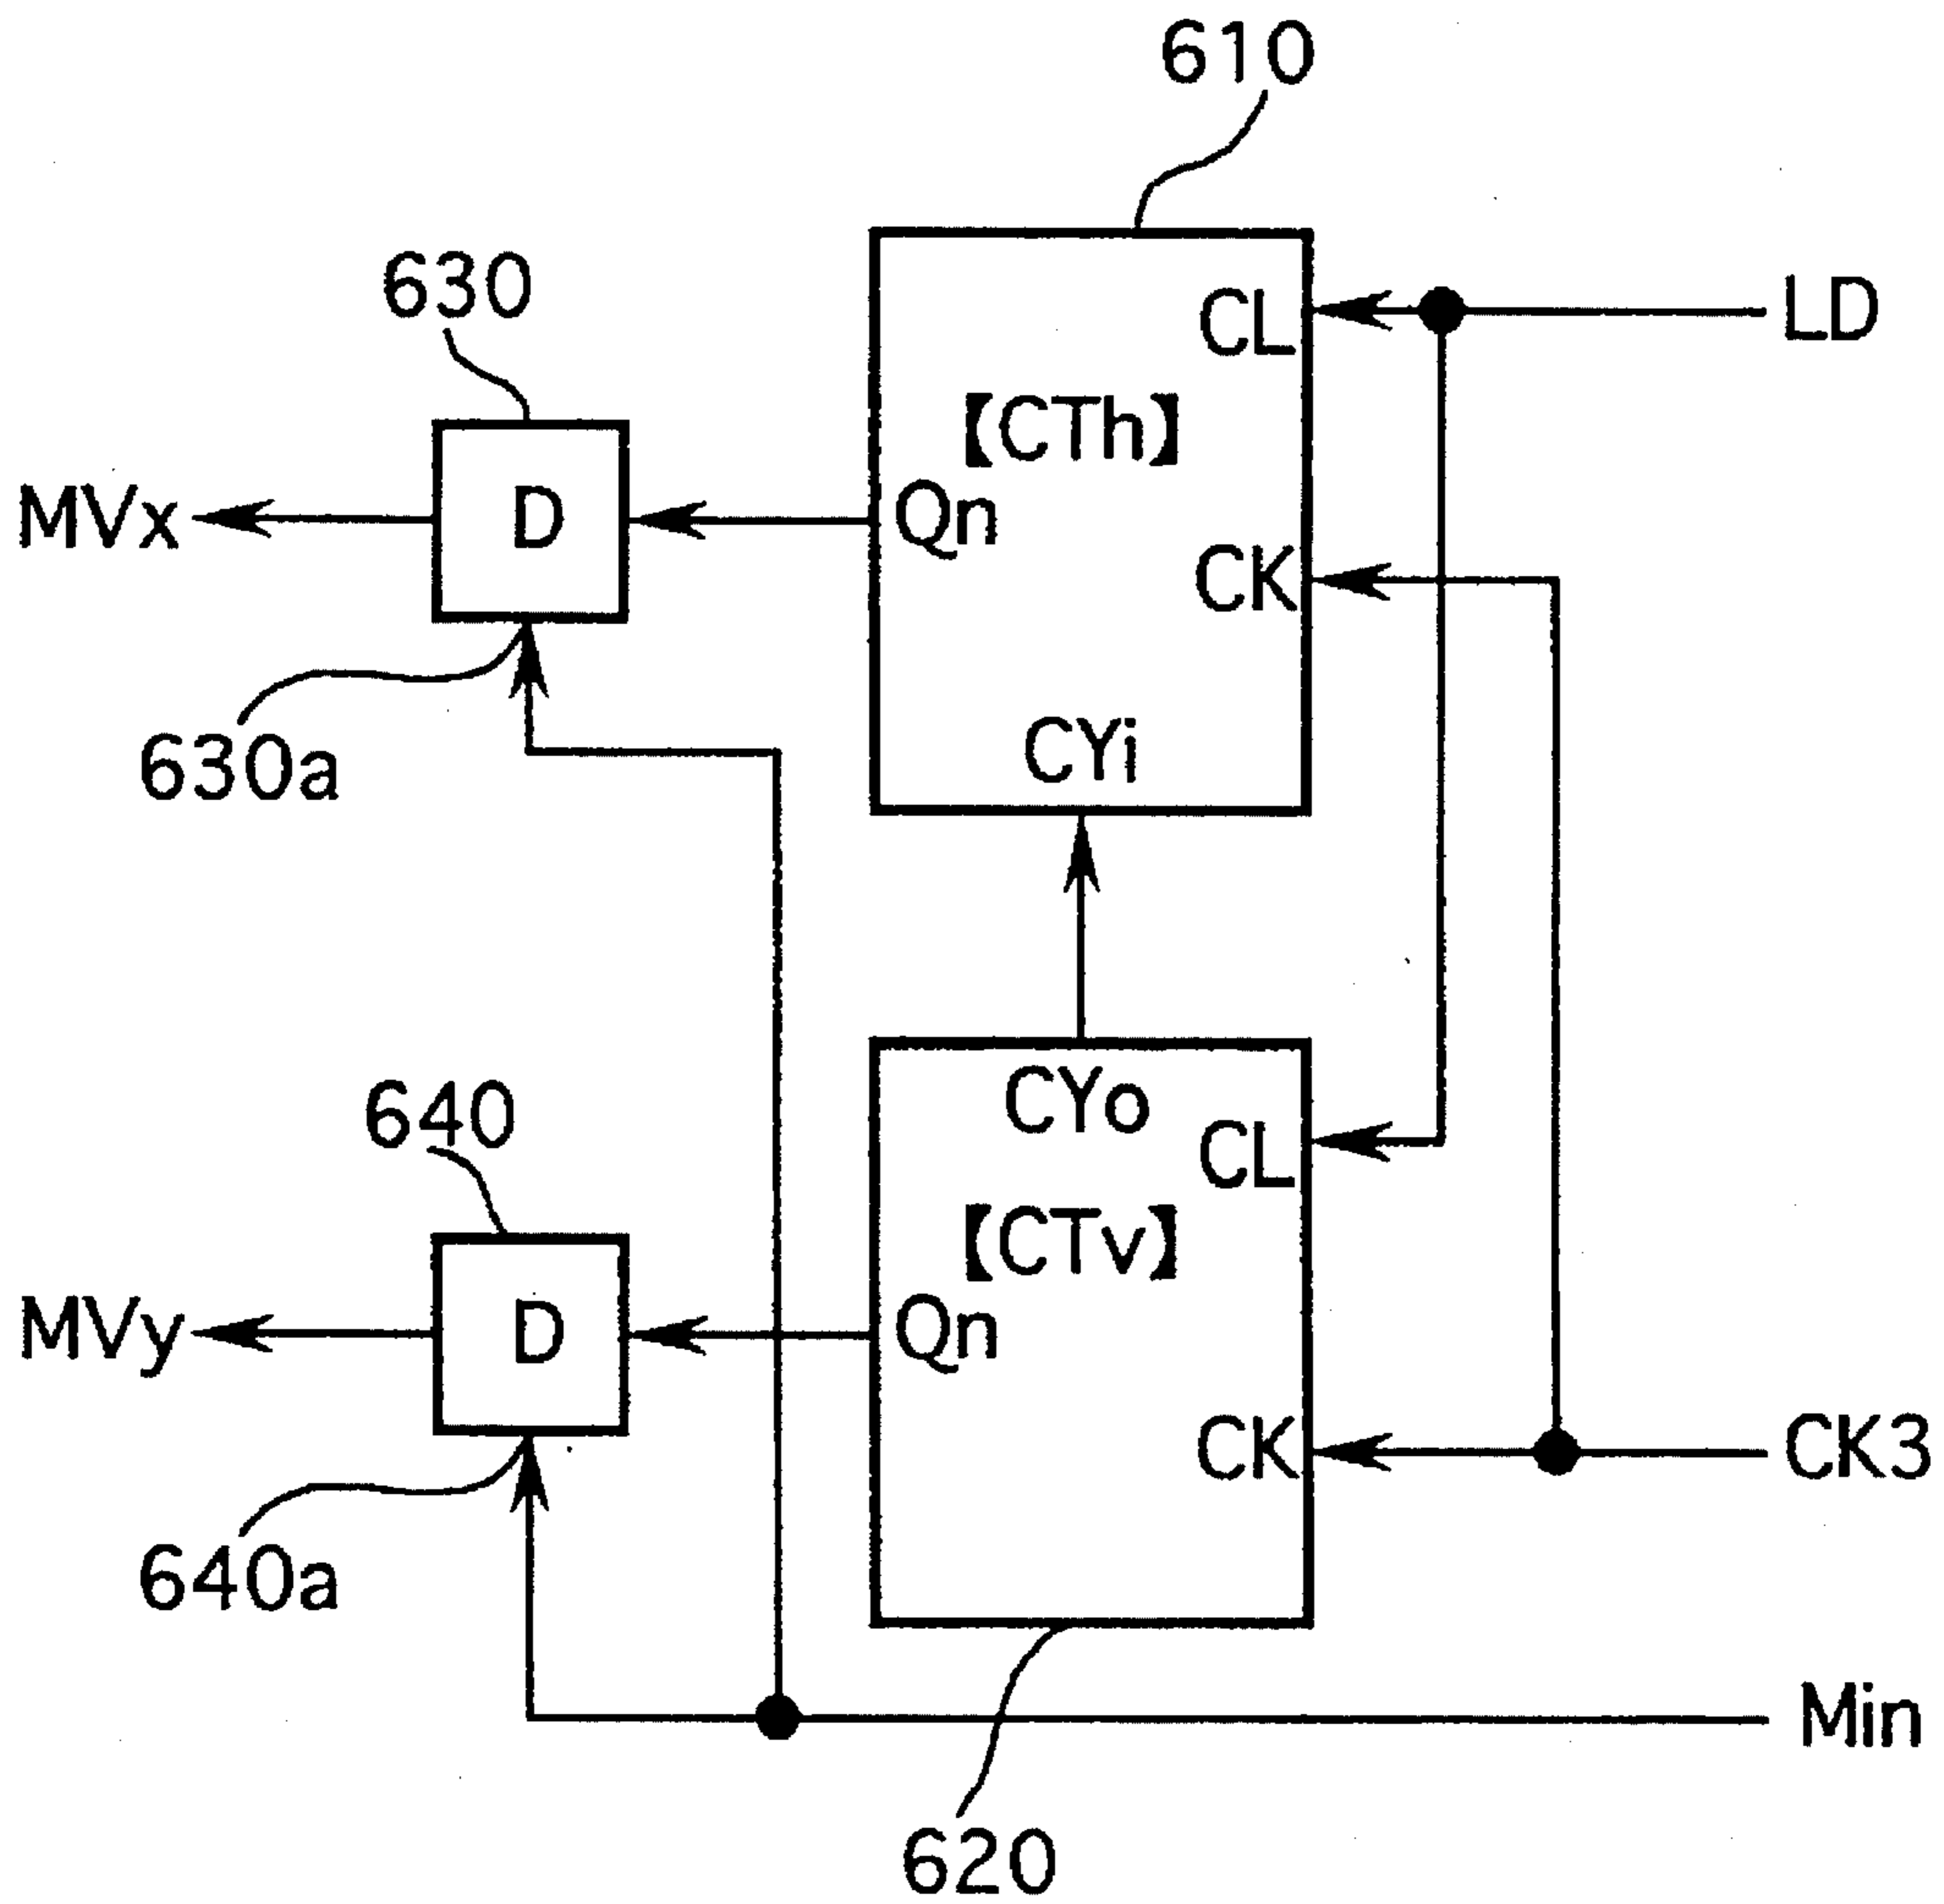 610
630
CL
LD
【CTh】
MVx
D
Qn
CK
630a
CYi
640
CYo
CL
【CTv】
MVy
D
Qn
CK
CK3
640a
Min
620